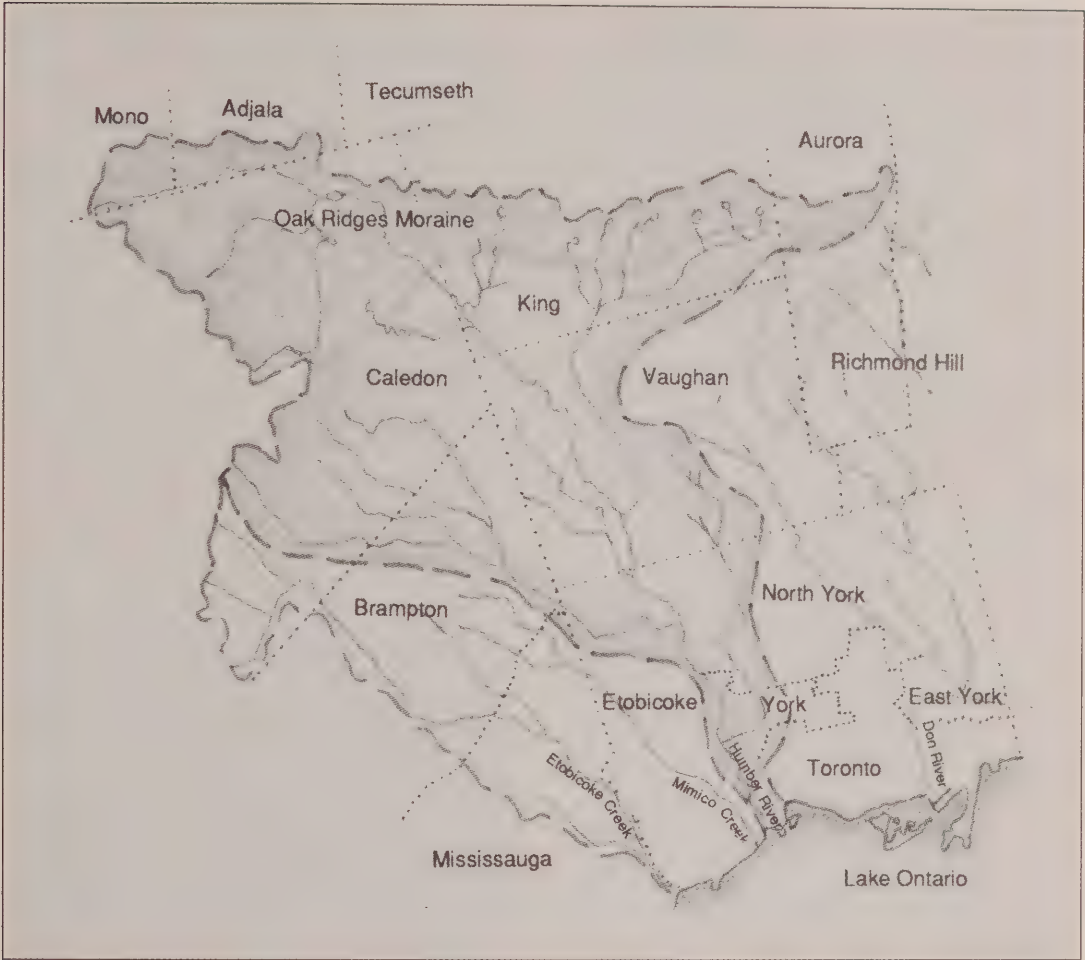 Tecumseth
Adjala
Mono
Aurora
Oak Ridges Moraine
King
Caledon
Vaughan
Richmond Hill
Brampton
North York
Etobicoke
York
East York
Don River
Humber River
Toronto
Etobicoke Creek
Mimico Creek
Mississauga
Lake Ontario